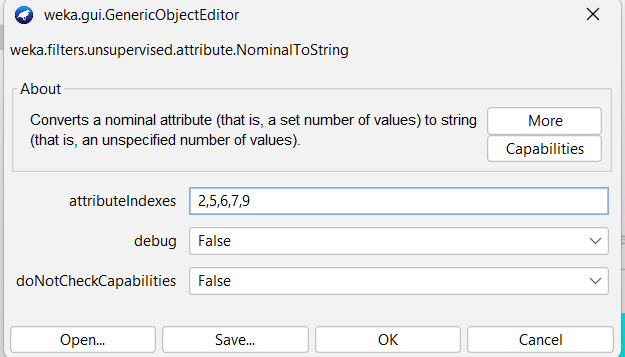 weka.gui.GenericObjectEditor
weka.filters.unsupervised.attribute.NominalToString
About
Converts a nominal attribute (that is, a set number of values) to string
(that is, an unspecified number of values).
More
Capabilities
attributeIndexes 2,5,6,7,9
debug False
doNotCheckCapabilities False
Open... Save... OK Cancel